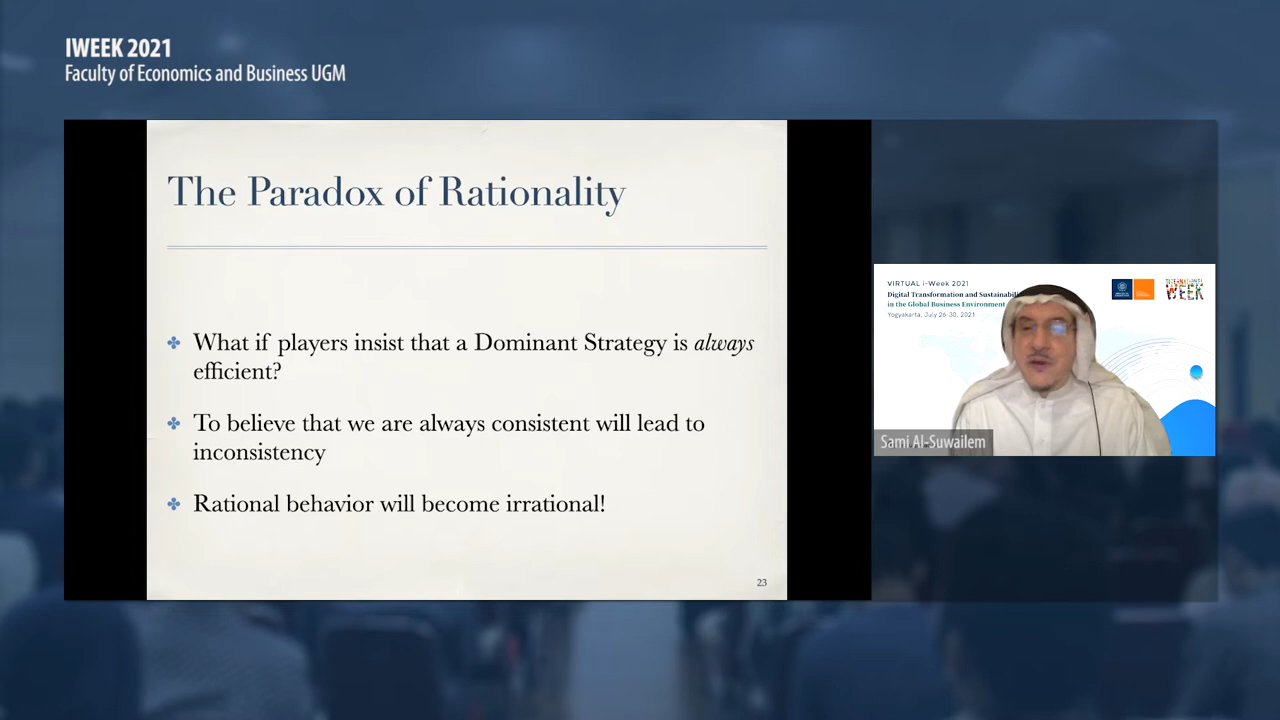 IWEEK 2021
Faculty of Economics and Business UGM
The Paradox of Rationality
What if players insist that a Dominant Strategy is always
efficient?
To believe that we are always consistent will lead to
inconsistency
Rational behavior will become irrational!
23
VIRTUAL i-Week 2021
Digital Transformation and Sustainabili
in the Global Business Environment
Yogyakarta, July 26-30, 2021
WEEK
Sami Al-Suwailem